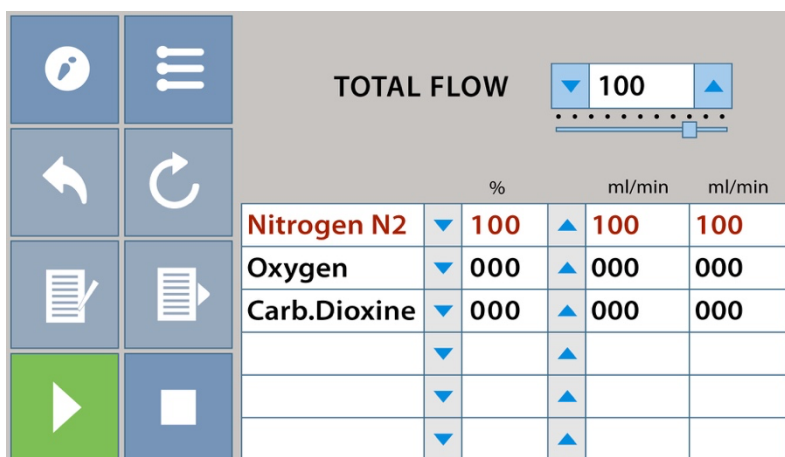 TOTAL FLOW 100
% ml/min ml/min
Nitrogen N2 100 100 100
Oxygen 000 000 000
Carb.Dioxine 000 000 000